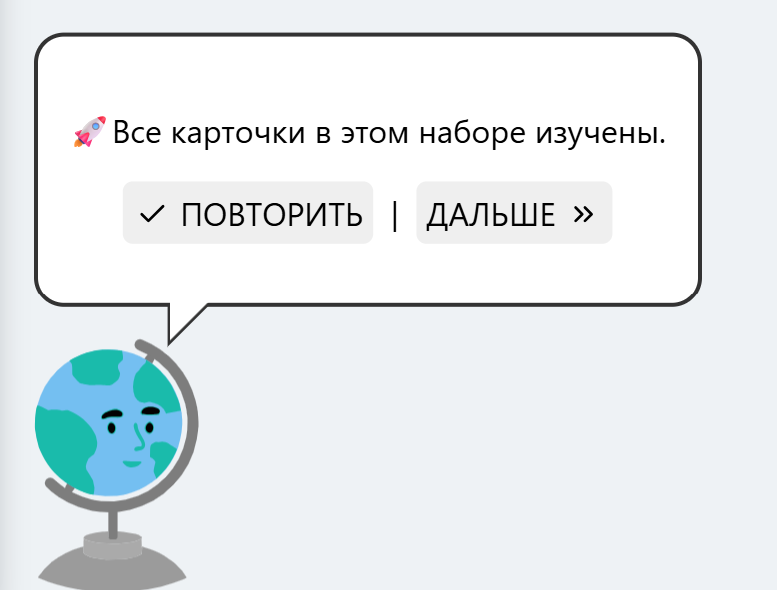 🚀Все карточки в этом наборе изучены.
✓ ПОВТОРИТЬ | ДАЛЬШЕ »